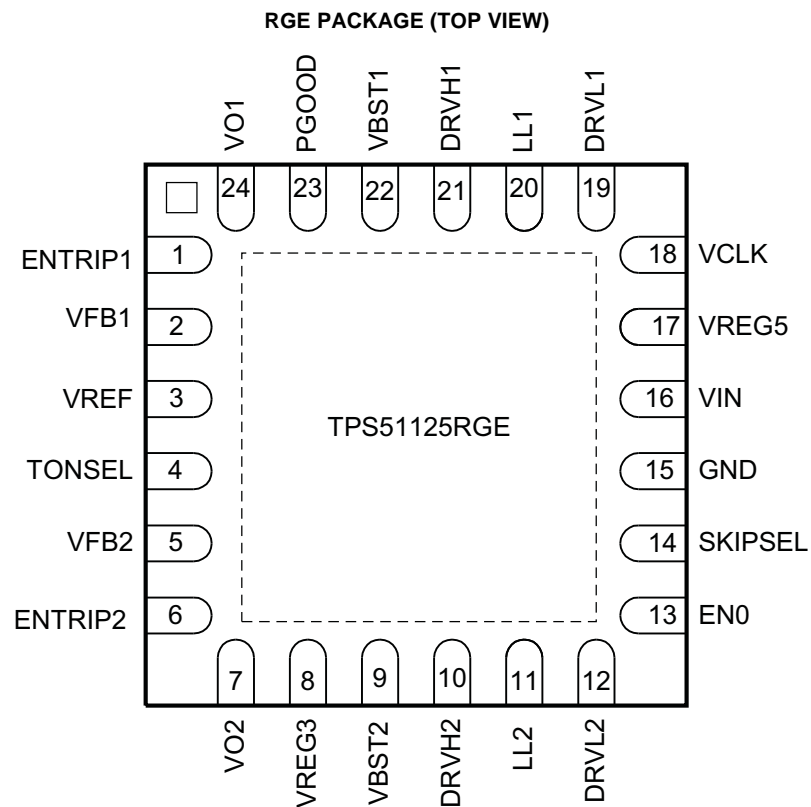 RGE PACKAGE (TOP VIEW)
VO1
PGOOD
VBST1
DRVH1
LL1
DRVL1
24
23
22
21
20
19
ENTRIP1 1
18 VCLK
VFB1 2
17 VREG5
VREF 3
16 VIN
TPS51125RGE
TONSEL 4
15 GND
VFB2 5
14 SKIPSEL
ENTRIP2 6
13 EN0
7
8
9
10
11
12
VO2
VREG3
VBST2
DRVH2
LL2
DRVL2